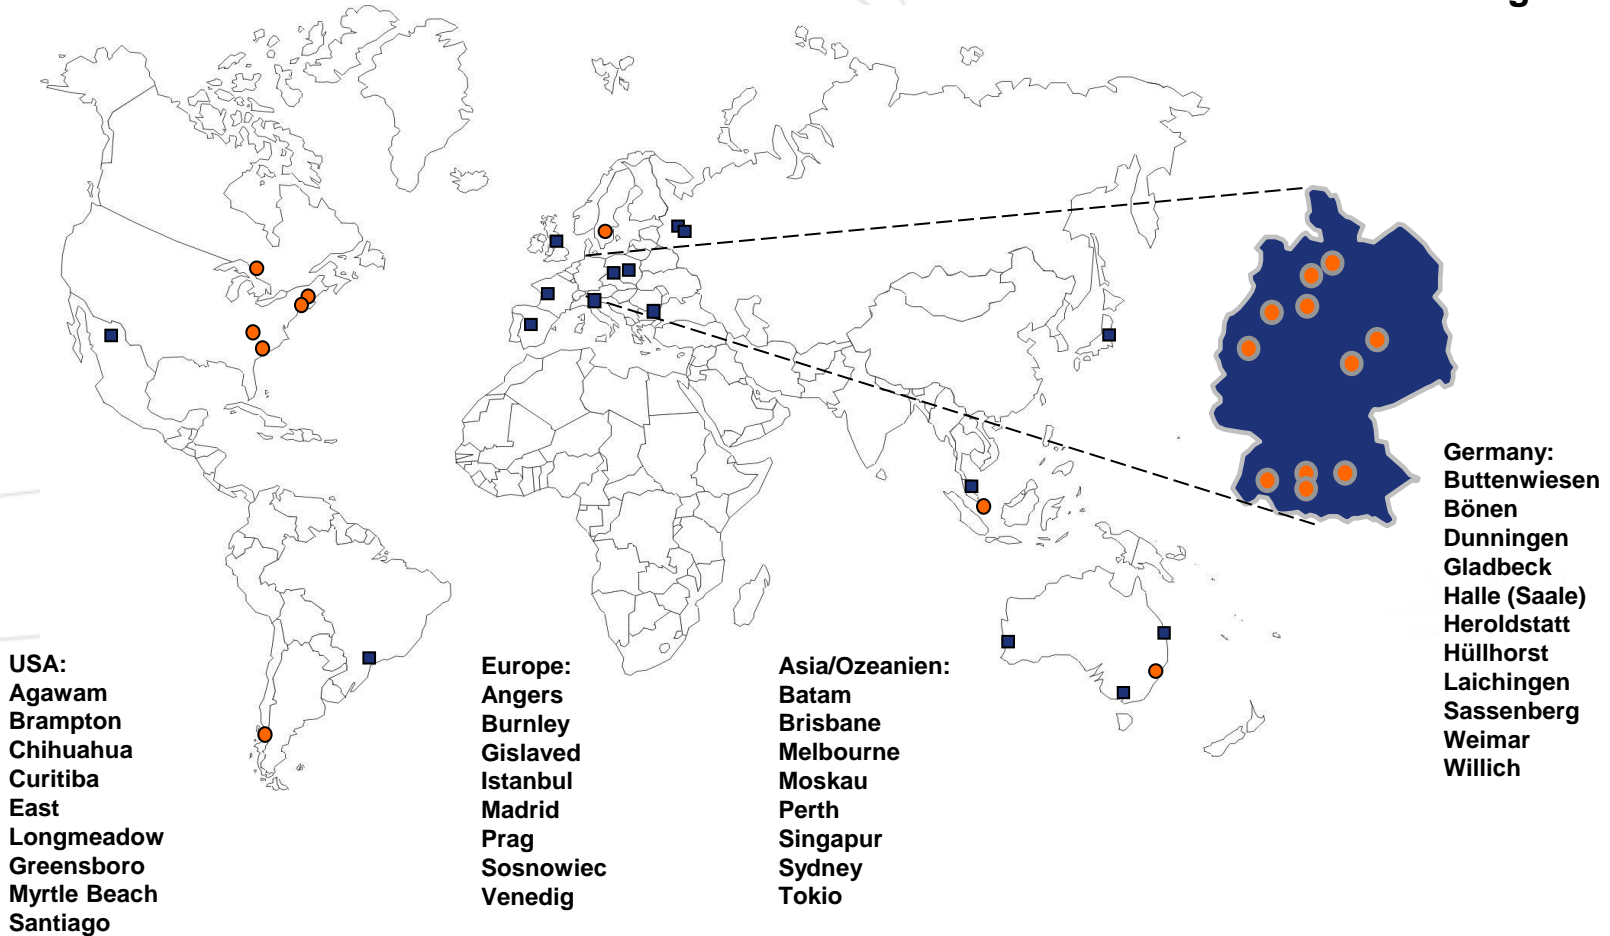 USA:
Agawam
Brampton
Chihuahua
Curitiba
East
Longmeadow
Greensboro
Myrtle Beach
Santiago
Europe:
Angers
Burnley
Gislaved
Istanbul
Madrid
Prag
Sosnowiec
Venedig
Asia/Ozeanien:
Batam
Brisbane
Melbourne
Moskau
Perth
Singapur
Sydney
Tokio
Germany:
Buttenwiesen
Bönen
Dunningen
Gladbeck
Halle (Saale)
Heroldstatt
Hüllhorst
Laichingen
Sassenberg
Weimar
Willich